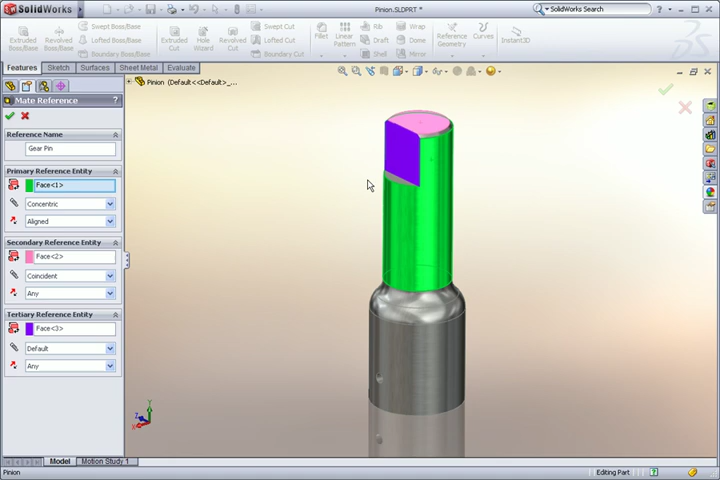 SolidWorks
Pinion.SLDPRT *
SolidWorks Search
Extruded Boss/Base
Revolved Boss/Base
Swept Boss/Base
Lofted Boss/Base
Boundary Boss/Base
Extruded Cut
Hole Wizard
Revolved Cut
Swept Cut
Lofted Cut
Boundary Cut
Fillet
Linear Pattern
Rib
Draft
Shell
Wrap
Dome
Mirror
Reference Geometry
Curves
Instant3D
Features
Sketch
Surfaces
Sheet Metal
Evaluate
Pinion (Default<<Default>_...
Mate Reference
?
Reference Name
Gear Pin
Primary Reference Entity
Face<1>
Concentric
Aligned
Secondary Reference Entity
Face<2>
Coincident
Any
Tertiary Reference Entity
Face<3>
Default
Any
Y
Z
X
Model
Motion Study 1
Pinion
Editing Part
?